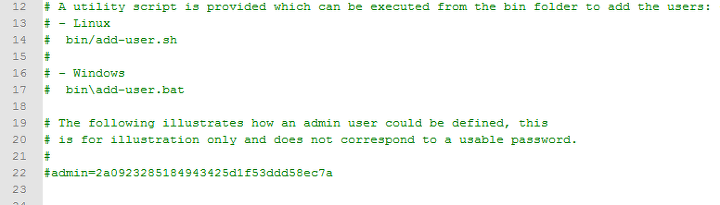 12 # A utility script is provided which can be executed from the bin folder to add the users:
13 # - Linux
14 #  bin/add-user.sh
15 #
16 # - Windows
17 #  bin\add-user.bat
18
19 # The following illustrates how an admin user could be defined, this
20 # is for illustration only and does not correspond to a usable password.
21 #
22 #admin=2a0923285184943425d1f53ddd58ec7a
23